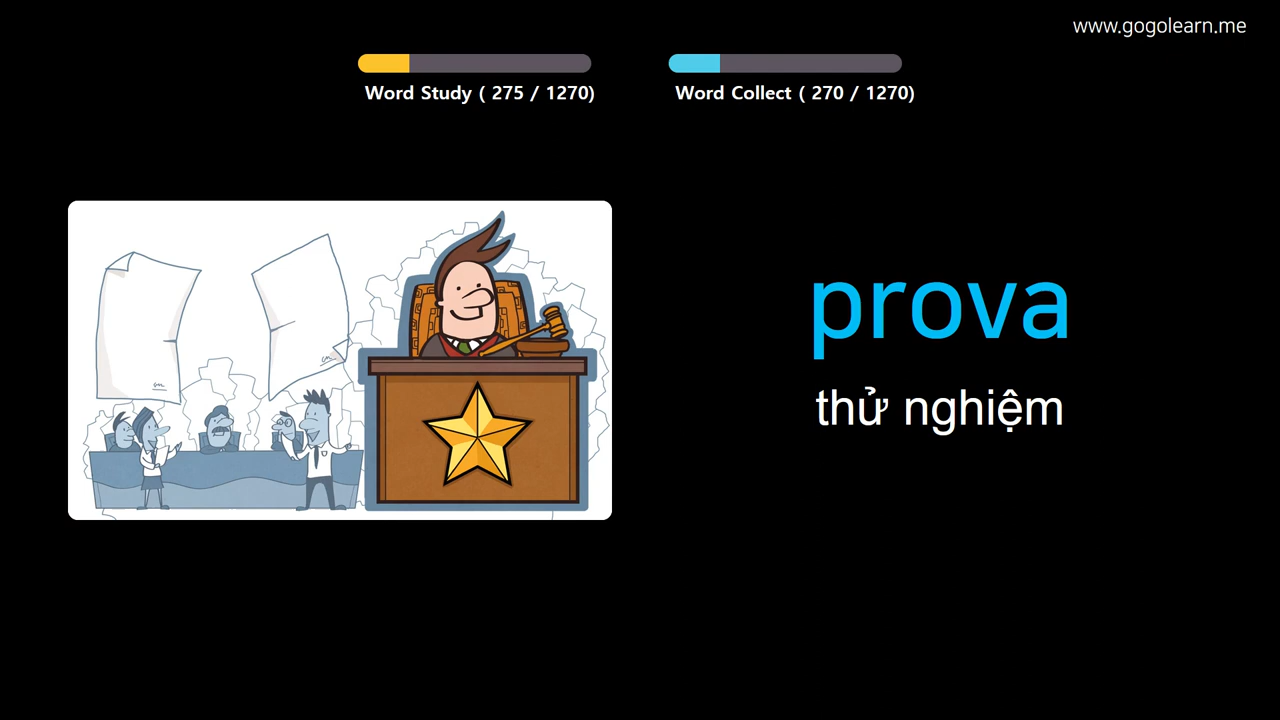 www.gogolearn.me
Word Study ( 275 / 1270)
Word Collect ( 270 / 1270)
prova
thử nghiệm